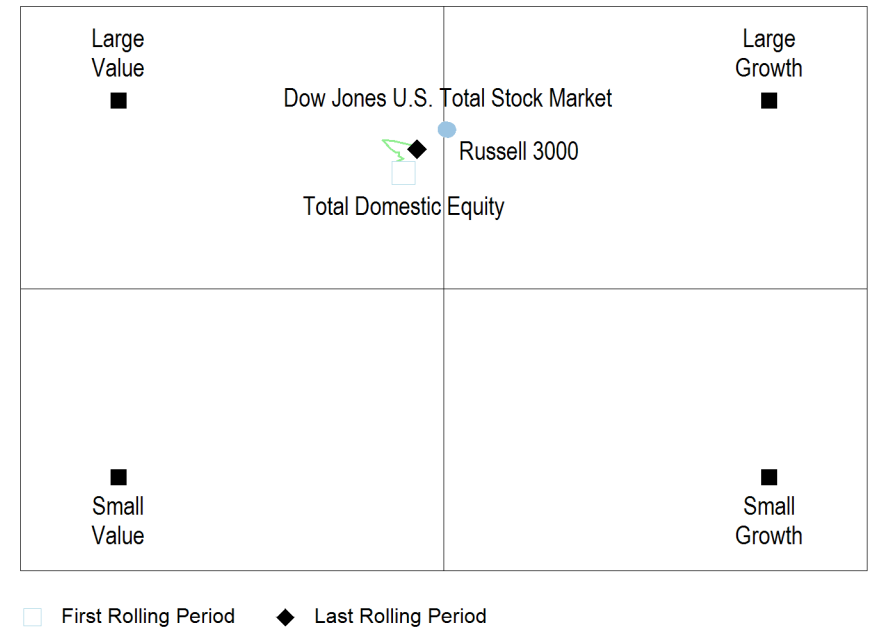 Large
Value
Large
Growth
Dow Jones U.S. Total Stock Market
Russell 3000
Total Domestic Equity
Small
Value
Small
Growth
First Rolling Period
Last Rolling Period